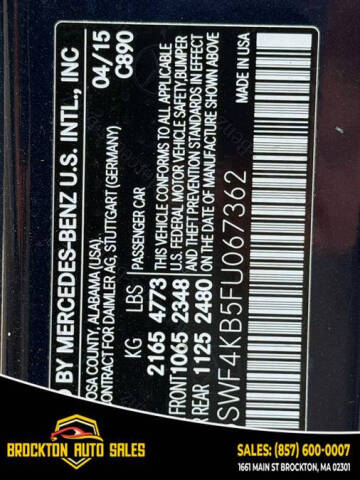 D BY MERCEDES-BENZ U.S. INTL., INC
OSA COUNTY, ALABAMA (USA),
CONTRACT FOR DAIMLER AG, STUTTGART (GERMANY)
04/15
C890
PASSENGER CAR
THIS VEHICLE CONFORMS TO ALL APPLICABLE
U.S. FEDERAL MOTOR VEHICLE SAFETY, BUMPER
AND THEFT PREVENTION STANDARDS IN EFFECT
ON THE DATE OF MANUFACTURE SHOWN ABOVE
KG LBS
2165 4773
FRONT 1065 2348
REAR 1125 2480
SWF4KB5FU067362
BROCKTON AUTO SALES
SALES: (857) 600-0007
1661 MAIN ST BROCKTON, MA 02301